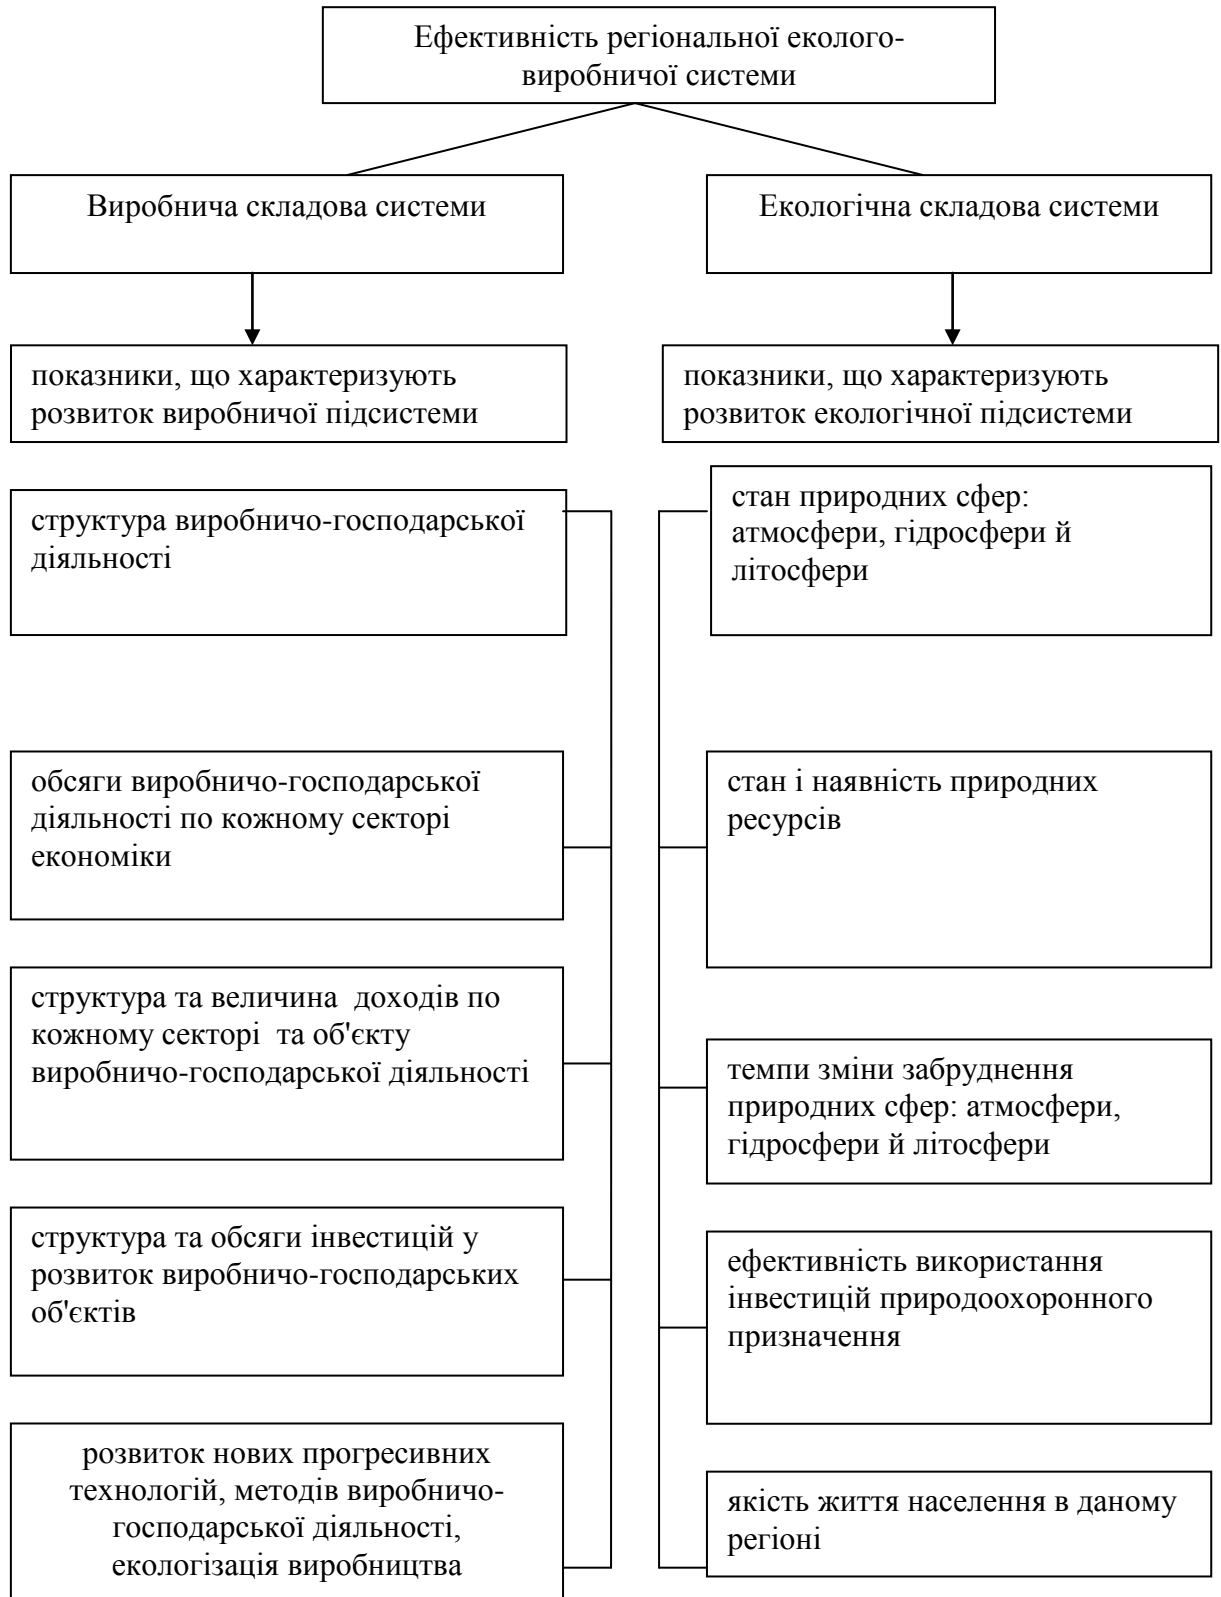 Ефективність регіональної еколого-
виробничої системи
Виробнича складова системи
Екологічна складова системи
показники, що характеризують
розвиток виробничої підсистеми
показники, що характеризують
розвиток екологічної підсистеми
структура виробничо-господарської
діяльності
стан природних сфер:
атмосфери, гідросфери й
літосфери
обсяги виробничо-господарської
діяльності по кожному секторі
економіки
стан і наявність природних
ресурсів
структура та величина доходів по
кожному секторі та об'єкту
виробничо-господарської діяльності
темпи зміни забруднення
природних сфер: атмосфери,
гідросфери й літосфери
структура та обсяги інвестицій у
розвиток виробничо-господарських
об'єктів
ефективність використання
інвестицій природоохоронного
призначення
розвиток нових прогресивних
технологій, методів виробничо-
господарської діяльності,
екологізація виробництва
якість життя населення в даному
регіоні